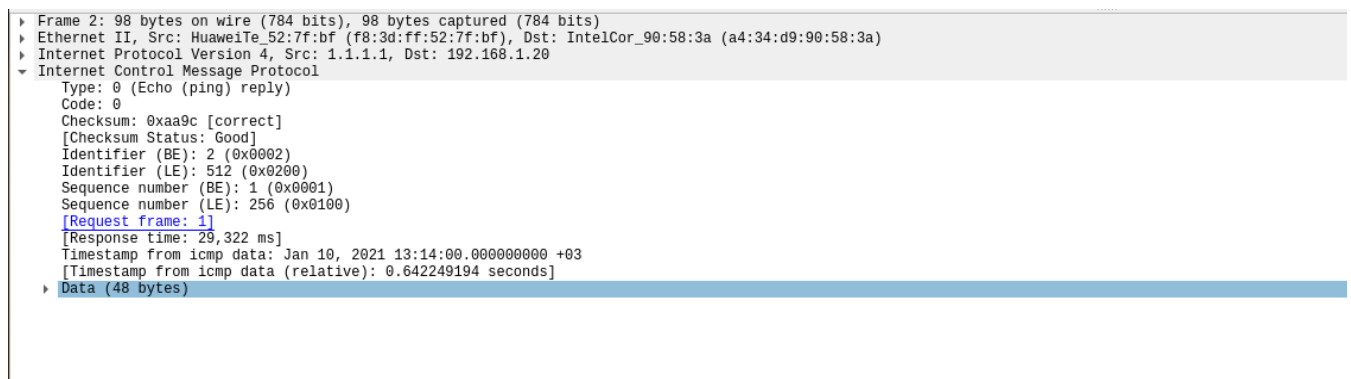 Frame 2: 98 bytes on wire (784 bits), 98 bytes captured (784 bits)
Ethernet II, Src: HuaweiTe_52:7f:bf (f8:3d:ff:52:7f:bf), Dst: IntelCor_90:58:3a (a4:34:d9:90:58:3a)
Internet Protocol Version 4, Src: 1.1.1.1, Dst: 192.168.1.20
Internet Control Message Protocol
Type: 0 (Echo (ping) reply)
Code: 0
Checksum: 0xaa9c [correct]
[Checksum Status: Good]
Identifier (BE): 2 (0x0002)
Identifier (LE): 512 (0x0200)
Sequence number (BE): 1 (0x0001)
Sequence number (LE): 256 (0x0100)
[Request frame: 1]
[Response time: 29,322 ms]
Timestamp from icmp data: Jan 10, 2021 13:14:00.000000000 +03
[Timestamp from icmp data (relative): 0.642249194 seconds]
Data (48 bytes)